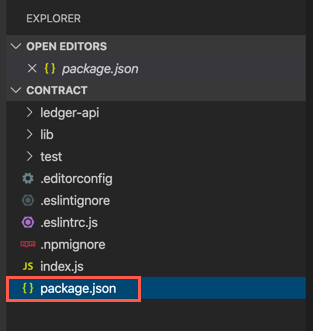 EXPLORER
OPEN EDITORS
{ } package.json
CONTRACT
ledger-api
lib
test
.editorconfig
.eslintignore
.eslintrc.js
npm .npmignore
JS index.js
{ } package.json